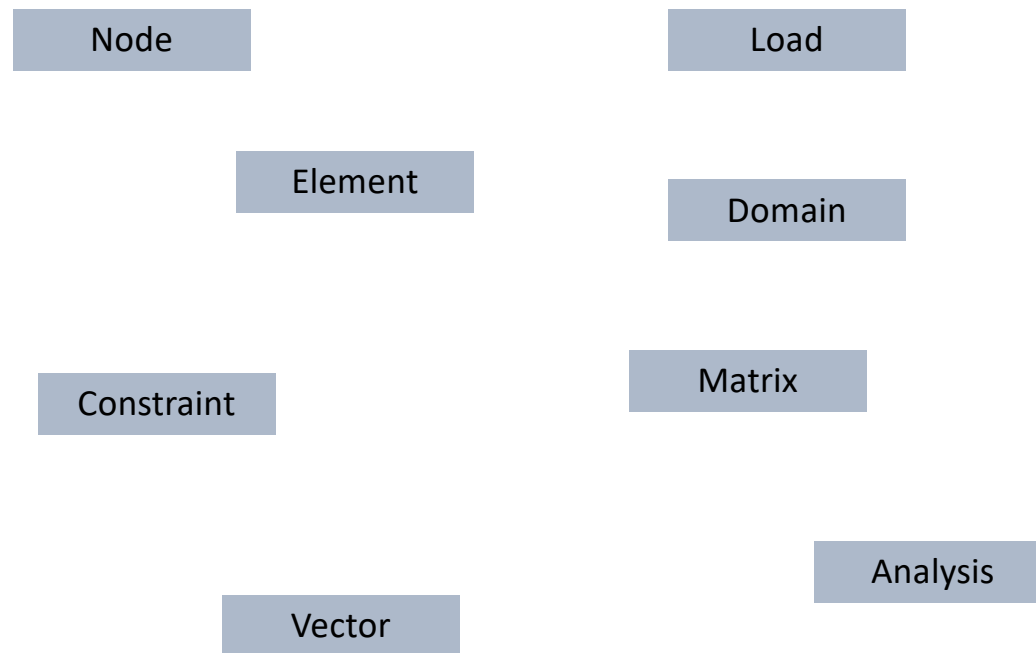 Node
Load
Element
Domain
Matrix
Constraint
Analysis
Vector